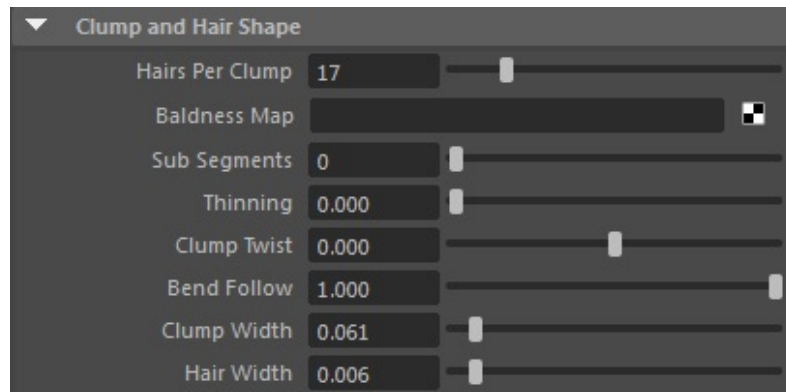 Clump and Hair Shape
Hairs Per Clump 17
Baldness Map
Sub Segments 0
Thinning 0.000
Clump Twist 0.000
Bend Follow 1.000
Clump Width 0.061
Hair Width 0.006